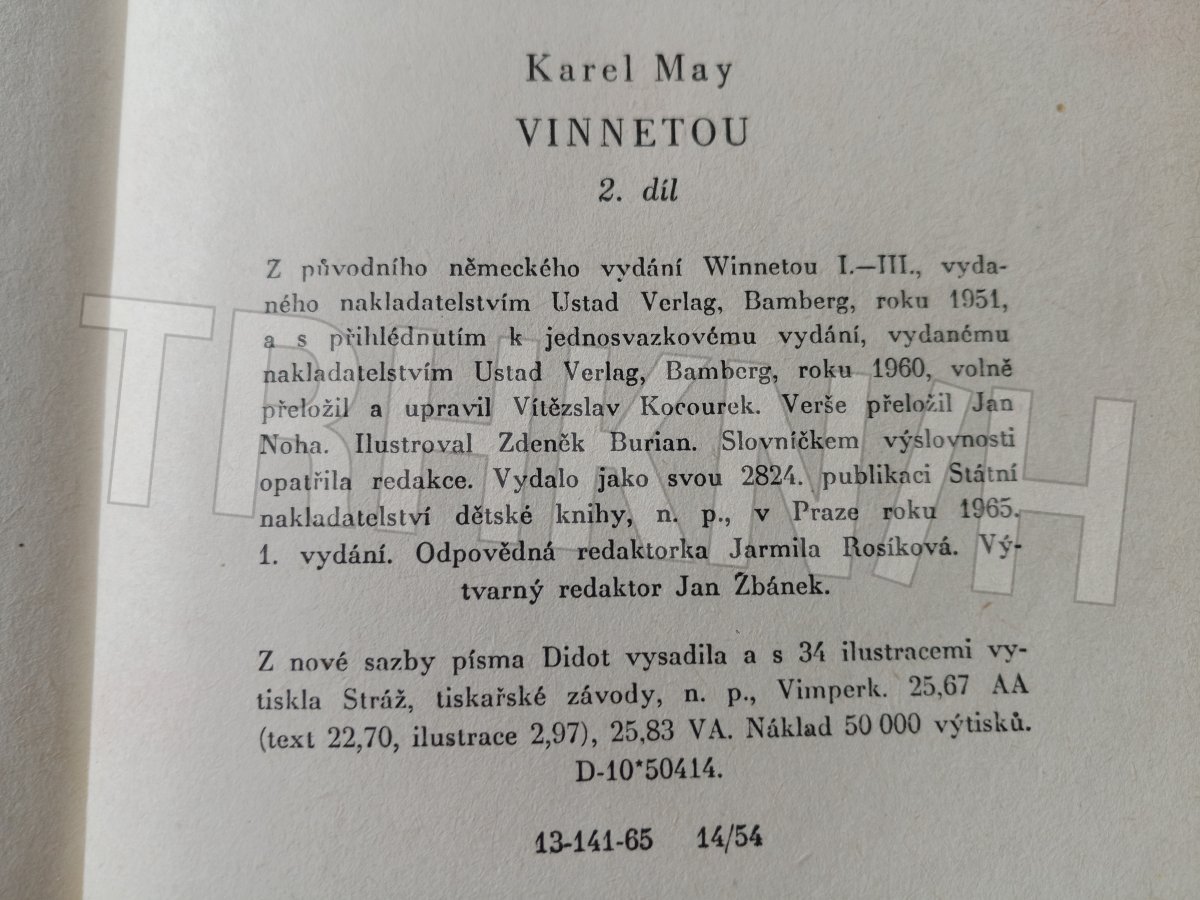 Karel May
VINNETOU
2. díl
Z původního německého vydání Winnetou I.—III., vyda-
ného nakladatelstvím Ustad Verlag, Bamberg, roku 1951,
a s přihlédnutím k jednosvazkovému vydání, vydanému
nakladatelstvím Ustad Verlag, Bamberg, roku 1960, volně
přeložil a upravil Vítězslav Kocourek. Verše přeložil Jan
Noha. Ilustroval Zdeněk Burian. Slovníčkem výslovnosti
opatřila redakce. Vydalo jako svou 2824. publikaci Státní
nakladatelství dětské knihy, n. p., v Praze roku 1965.
1. vydání. Odpovědná redaktorka Jarmila Rosíková. Vý-
tvarný redaktor Jan Žbánek.
Z nové sazby písma Didot vysadila a s 34 ilustracemi vy-
tiskla Stráž, tiskařské závody, n. p., Vimperk. 25,67 AA
(text 22,70, ilustrace 2,97), 25,83 VA. Náklad 50 000 výtisků.
D-10*50414.
13-141-65 14/54